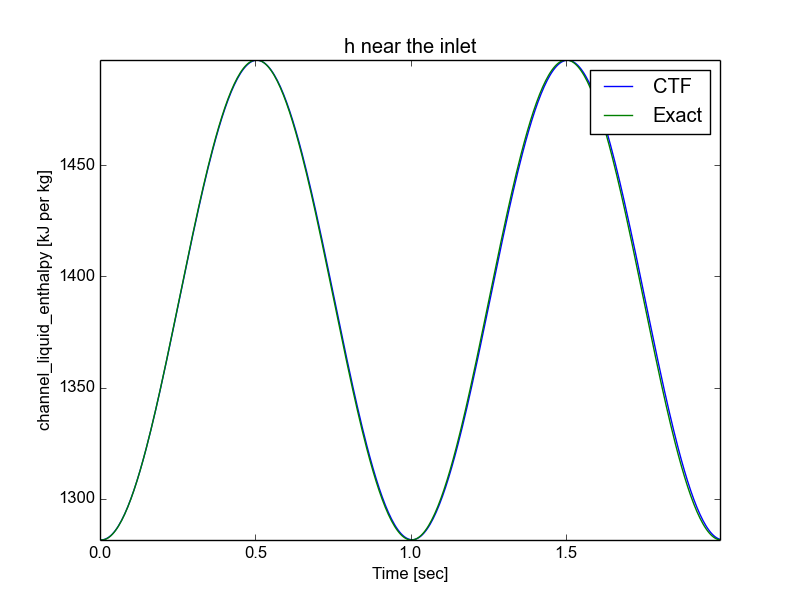 h near the inlet
CTF
Exact
channel_liquid_enthalpy [kJ per kg]
1450
1400
1350
1300
0.0 0.5 1.0 1.5
Time [sec]